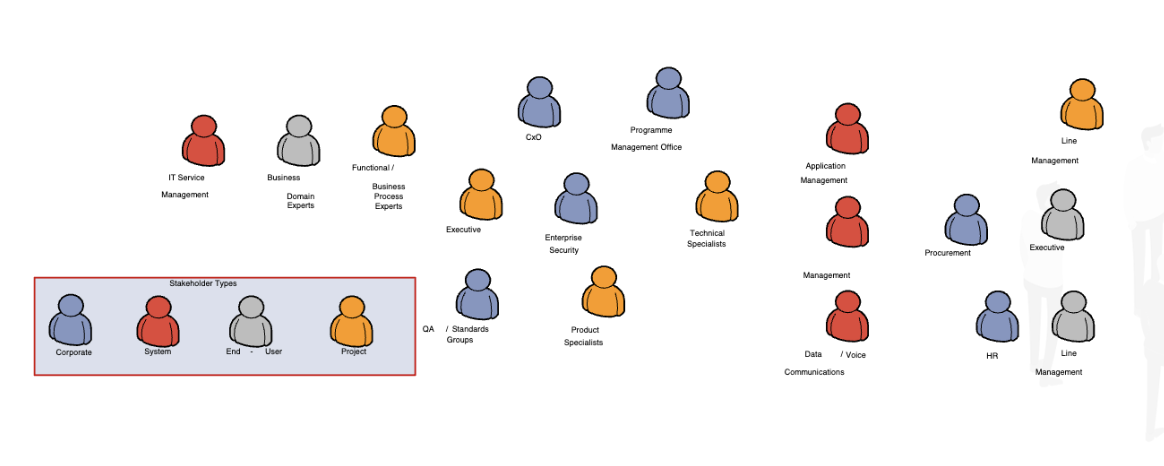 CxO
Programme
Management Office
Line
Management
IT Service
Management
Business
Domain
Experts
Functional /
Business
Process
Experts
Application
Management
Executive
Enterprise
Security
Technical
Specialists
Procurement
Executive
Management
Stakeholder Types
Corporate
System
End - User
Project
QA / Standards
Groups
Product
Specialists
Data / Voice
Communications
HR
Line
Management